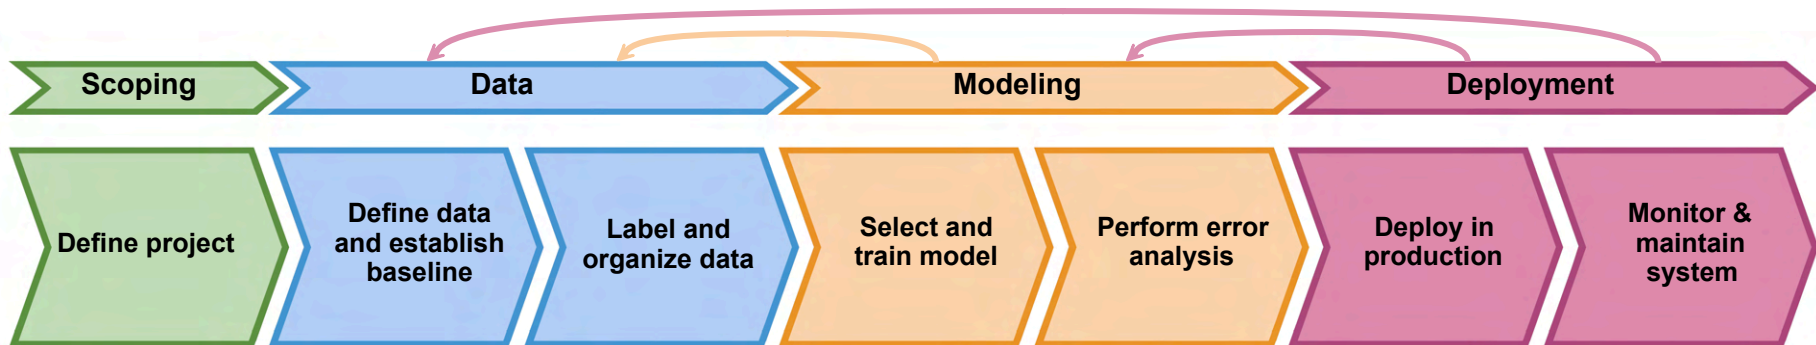 Scoping
Data
Modeling
Deployment
Define project
Define data
and establish
baseline
Label and
organize data
Select and
train model
Perform error
analysis
Deploy in
production
Monitor &
maintain
system